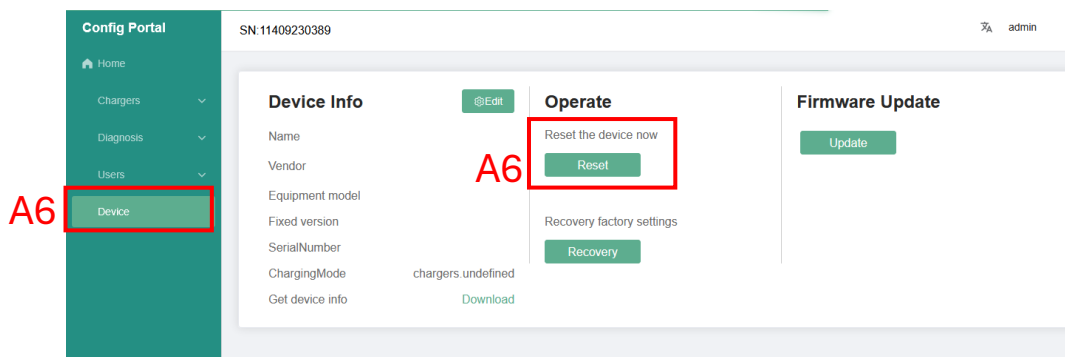 Config Portal
SN:11409230389
admin
Home
Chargers
Diagnosis
Users
Device
A6
Device Info
Edit
Name
Vendor
Equipment model
Fixed version
SerialNumber
ChargingMode chargers.undefined
Get device info Download
Operate
Reset the device now
A6
Reset
Recovery factory settings
Recovery
Firmware Update
Update